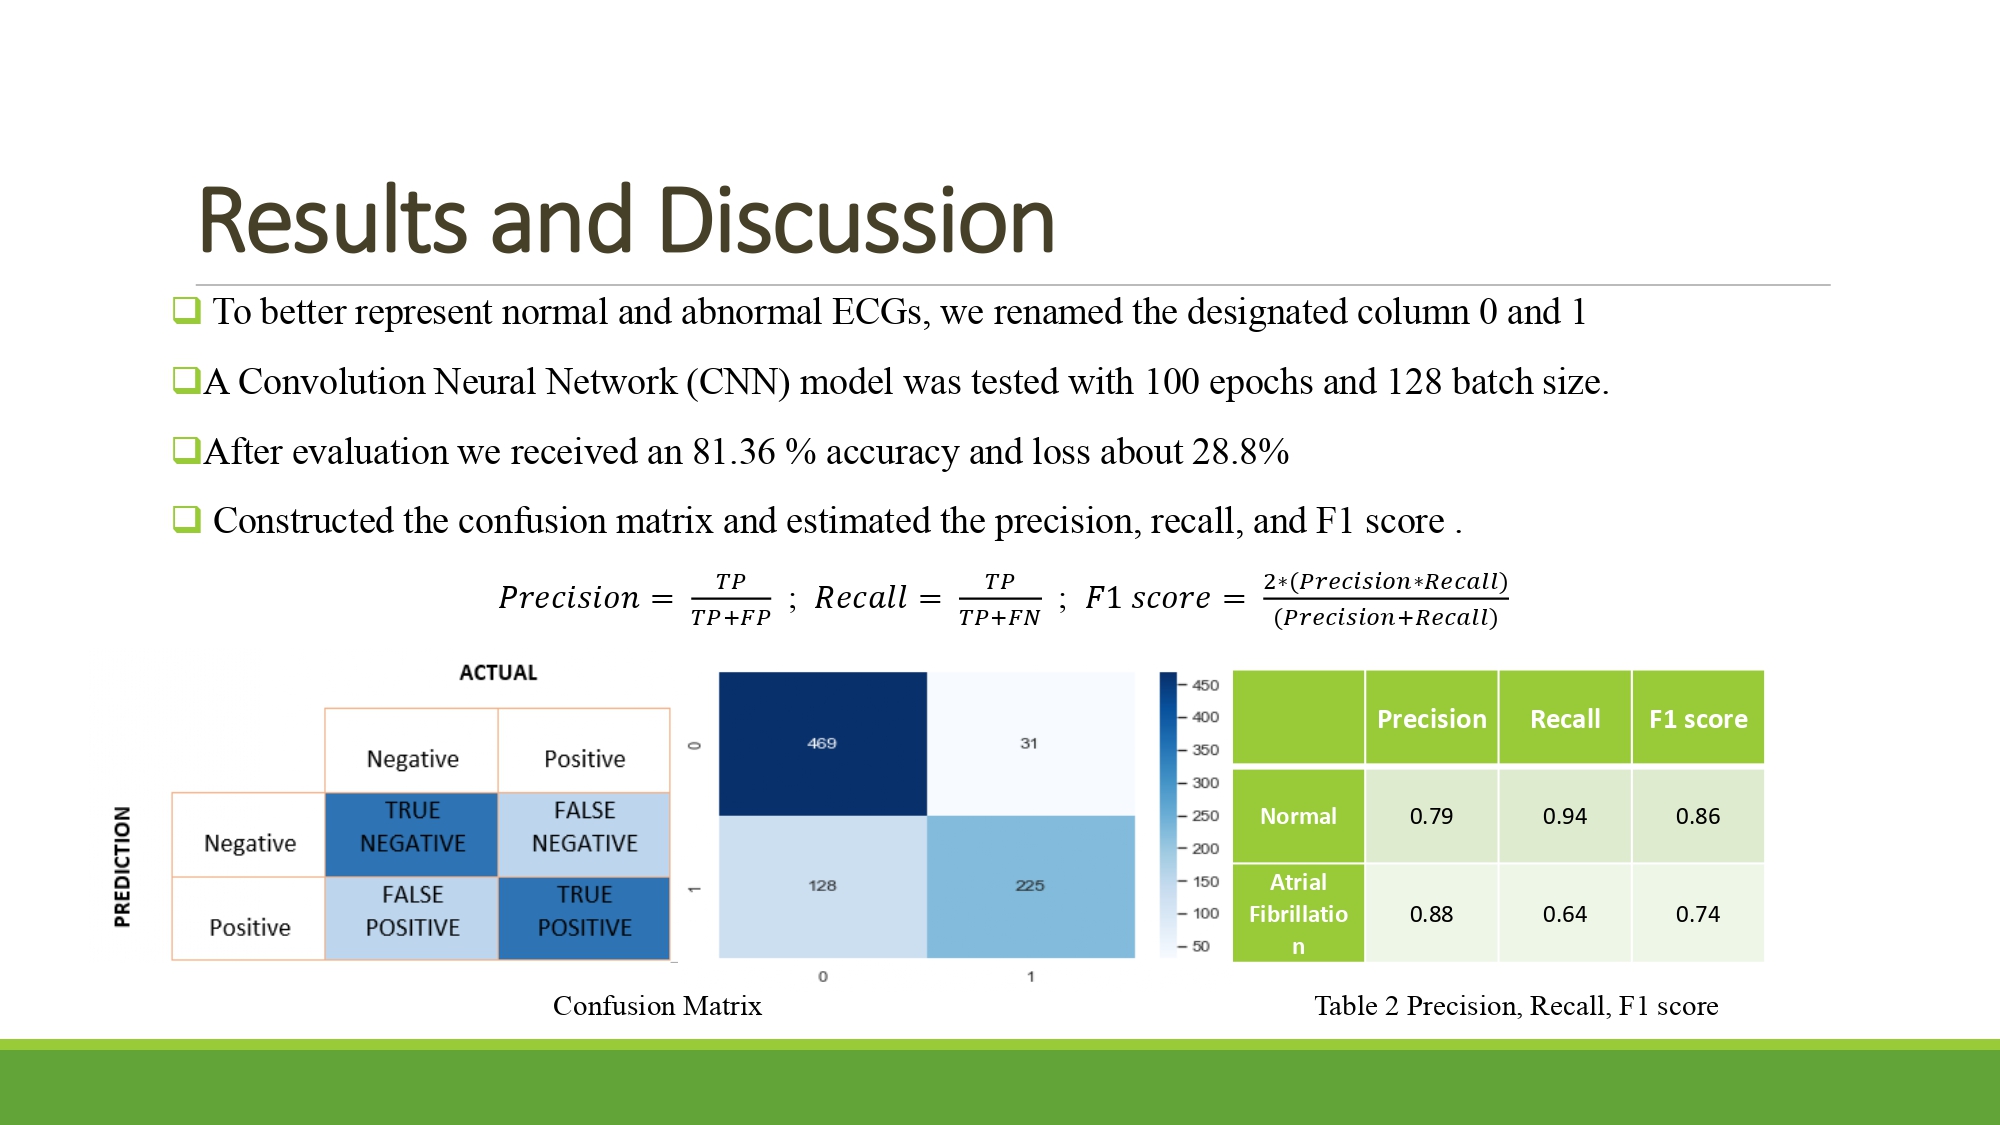 Results and Discussion
To better represent normal and abnormal ECGs, we renamed the designated column 0 and 1
A Convolution Neural Network (CNN) model was tested with 100 epochs and 128 batch size.
After evaluation we received an 81.36 % accuracy and loss about 28.8%
Constructed the confusion matrix and estimated the precision, recall, and F1 score .
Precision = TP/TP+FP ; Recall = TP/TP+FN ; F1 score = 2∗(Precision∗Recall)/(Precision+Recall)
ACTUAL
Negative Positive
PREDICTION
Negative
TRUE
NEGATIVE
FALSE
NEGATIVE
Positive
FALSE
POSITIVE
TRUE
POSITIVE
0
469 31
1
128 225
0 1
450
400
350
300
250
200
150
100
50
Confusion Matrix
Precision Recall F1 score
Normal 0.79 0.94 0.86
Atrial
Fibrillatio
n
0.88 0.64 0.74
Table 2 Precision, Recall, F1 score